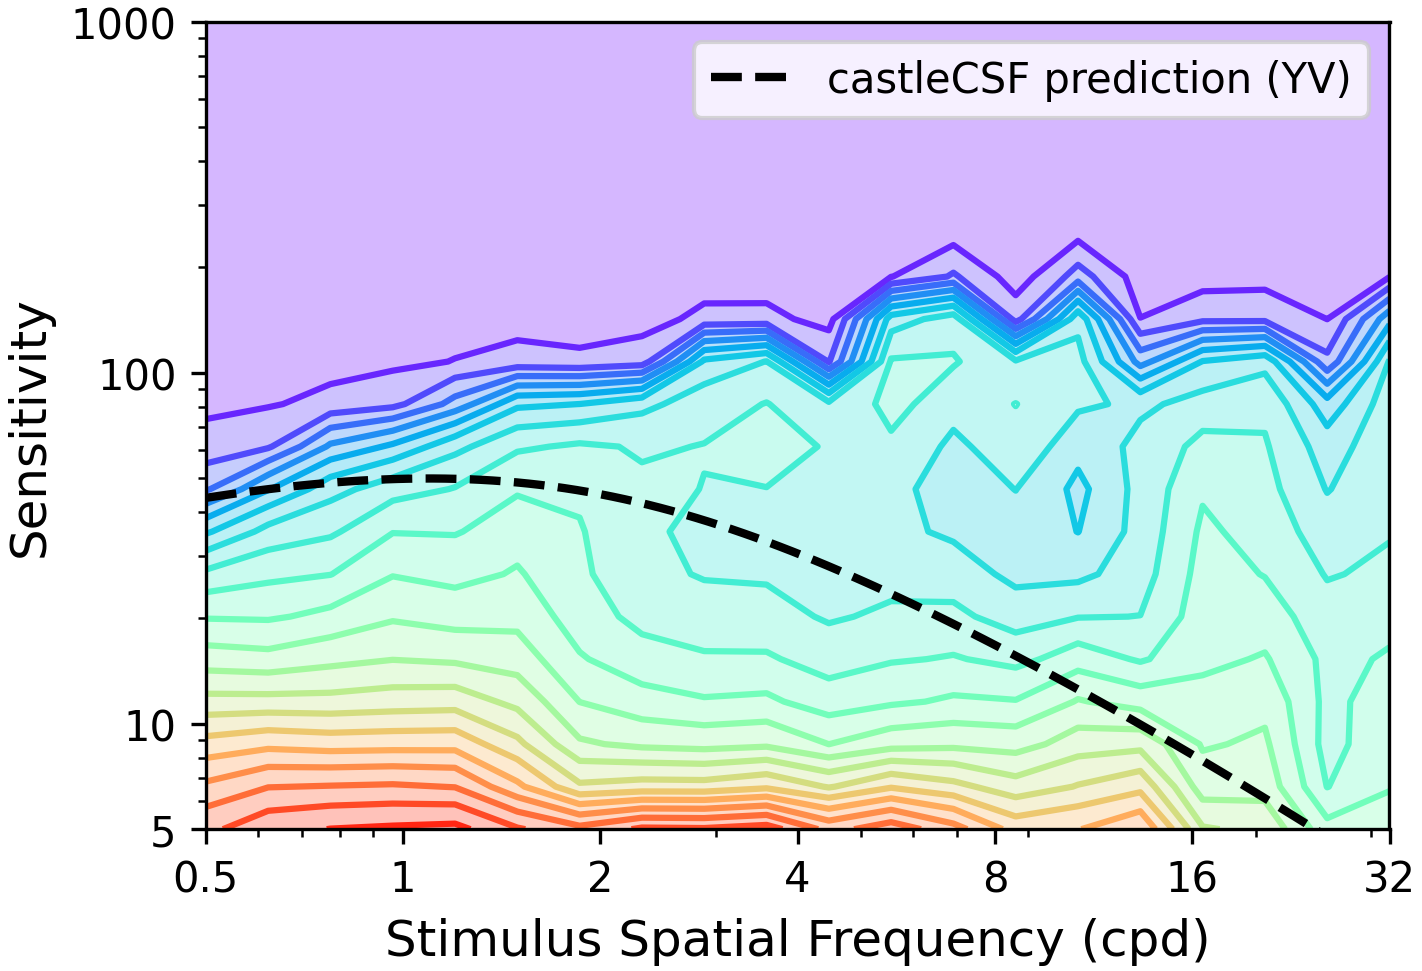 1000
castleCSF prediction (YV)
Sensitivity
100
10
5
0.5 1 2 4 8 16 32
Stimulus Spatial Frequency (cpd)